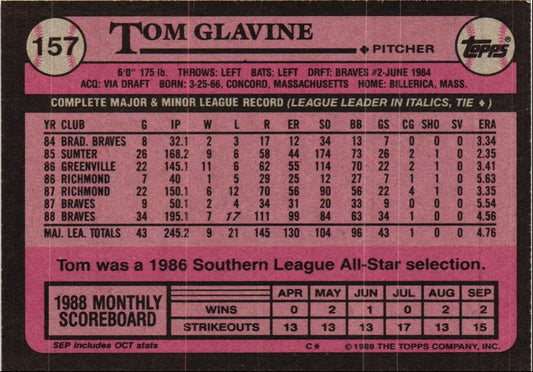 157
TOM GLAVINE
PITCHER
Topps®
6'0" 175 lb. THROWS: LEFT BATS: LEFT DRFT: BRAVES #2-JUNE 1984
ACQ: VIA DRAFT BORN: 3-25-66, CONCORD, MASSACHUSETTS HOME: BILLERICA, MASS.
COMPLETE MAJOR & MINOR LEAGUE RECORD (LEAGUE LEADER IN ITALICS, TIE ♦)
YR CLUB G IP W L R ER SO BB GS CG SHO SV ERA
84 BRAD. BRAVES 8 32.1 2 3 17 12 34 13 7 0 0 0 3.34
85 SUMTER 26 168.2 9 6 58 44 174 73 26 2 1 0 2.35
86 GREENVILLE 22 145.1 11 6 62 55 114 70 22 2 1 0 3.41
86 RICHMOND 7 40 1 5 29 25 12 27 7 1 1 0 5.63
87 RICHMOND 22 150.1 6 12 70 56 90 56 22 4 1 0 3.35
87 BRAVES 9 50.1 2 4 34 31 20 33 9 0 0 0 5.54
88 BRAVES 34 195.1 7 17 111 99 84 63 34 1 0 0 4.56
MAJ. LEA. TOTALS 43 245.2 9 21 145 130 104 96 43 1 0 0 4.76
Tom was a 1986 Southern League All-Star selection.
1988 MONTHLY SCOREBOARD
APR MAY JUN JUL AUG SEP
WINS 0 2 1 0 2 2
STRIKEOUTS 13 13 13 17 13 15
SEP includes OCT stats C* © 1989 THE TOPPS COMPANY, INC.